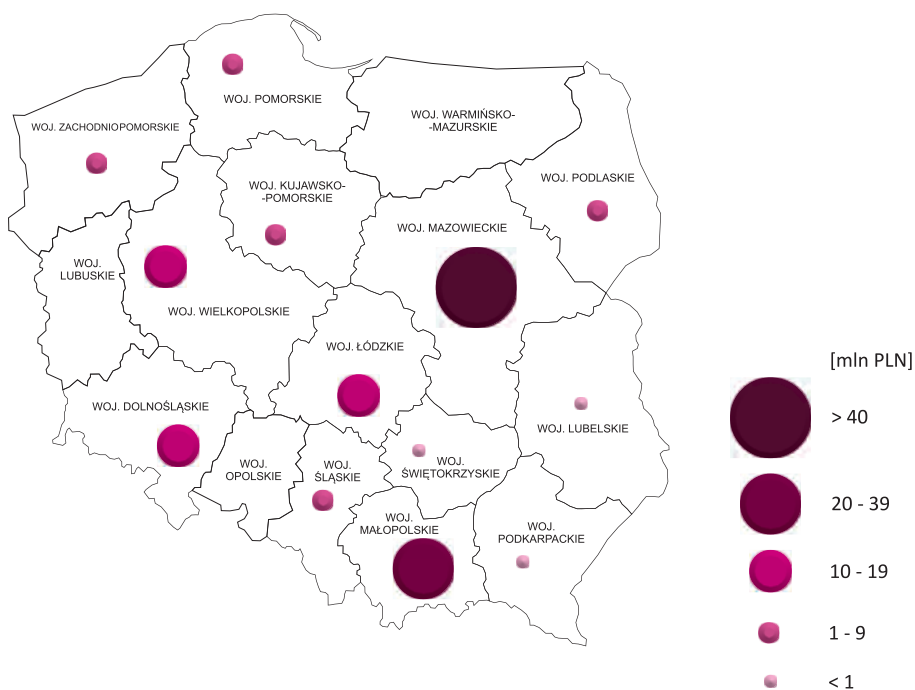 WOJ. POMORSKIE
WOJ. WARMIŃSKO-
-MAZURSKIE
WOJ. ZACHODNIOPOMORSKIE
WOJ. KUJAWSKO-
-POMORSKIE
WOJ. PODLASKIE
WOJ. MAZOWIECKIE
WOJ.
LUBUSKIE
WOJ. WIELKOPOLSKIE
WOJ. ŁÓDZKIE
WOJ. DOLNOŚLĄSKIE
WOJ. LUBELSKIE
WOJ.
OPOLSKIE
WOJ.
ŚLĄSKIE
WOJ.
ŚWIĘTOKRZYSKIE
WOJ.
MAŁOPOLSKIE
WOJ.
PODKARPACKIE
[mln PLN]
> 40
20 - 39
10 - 19
1 - 9
< 1